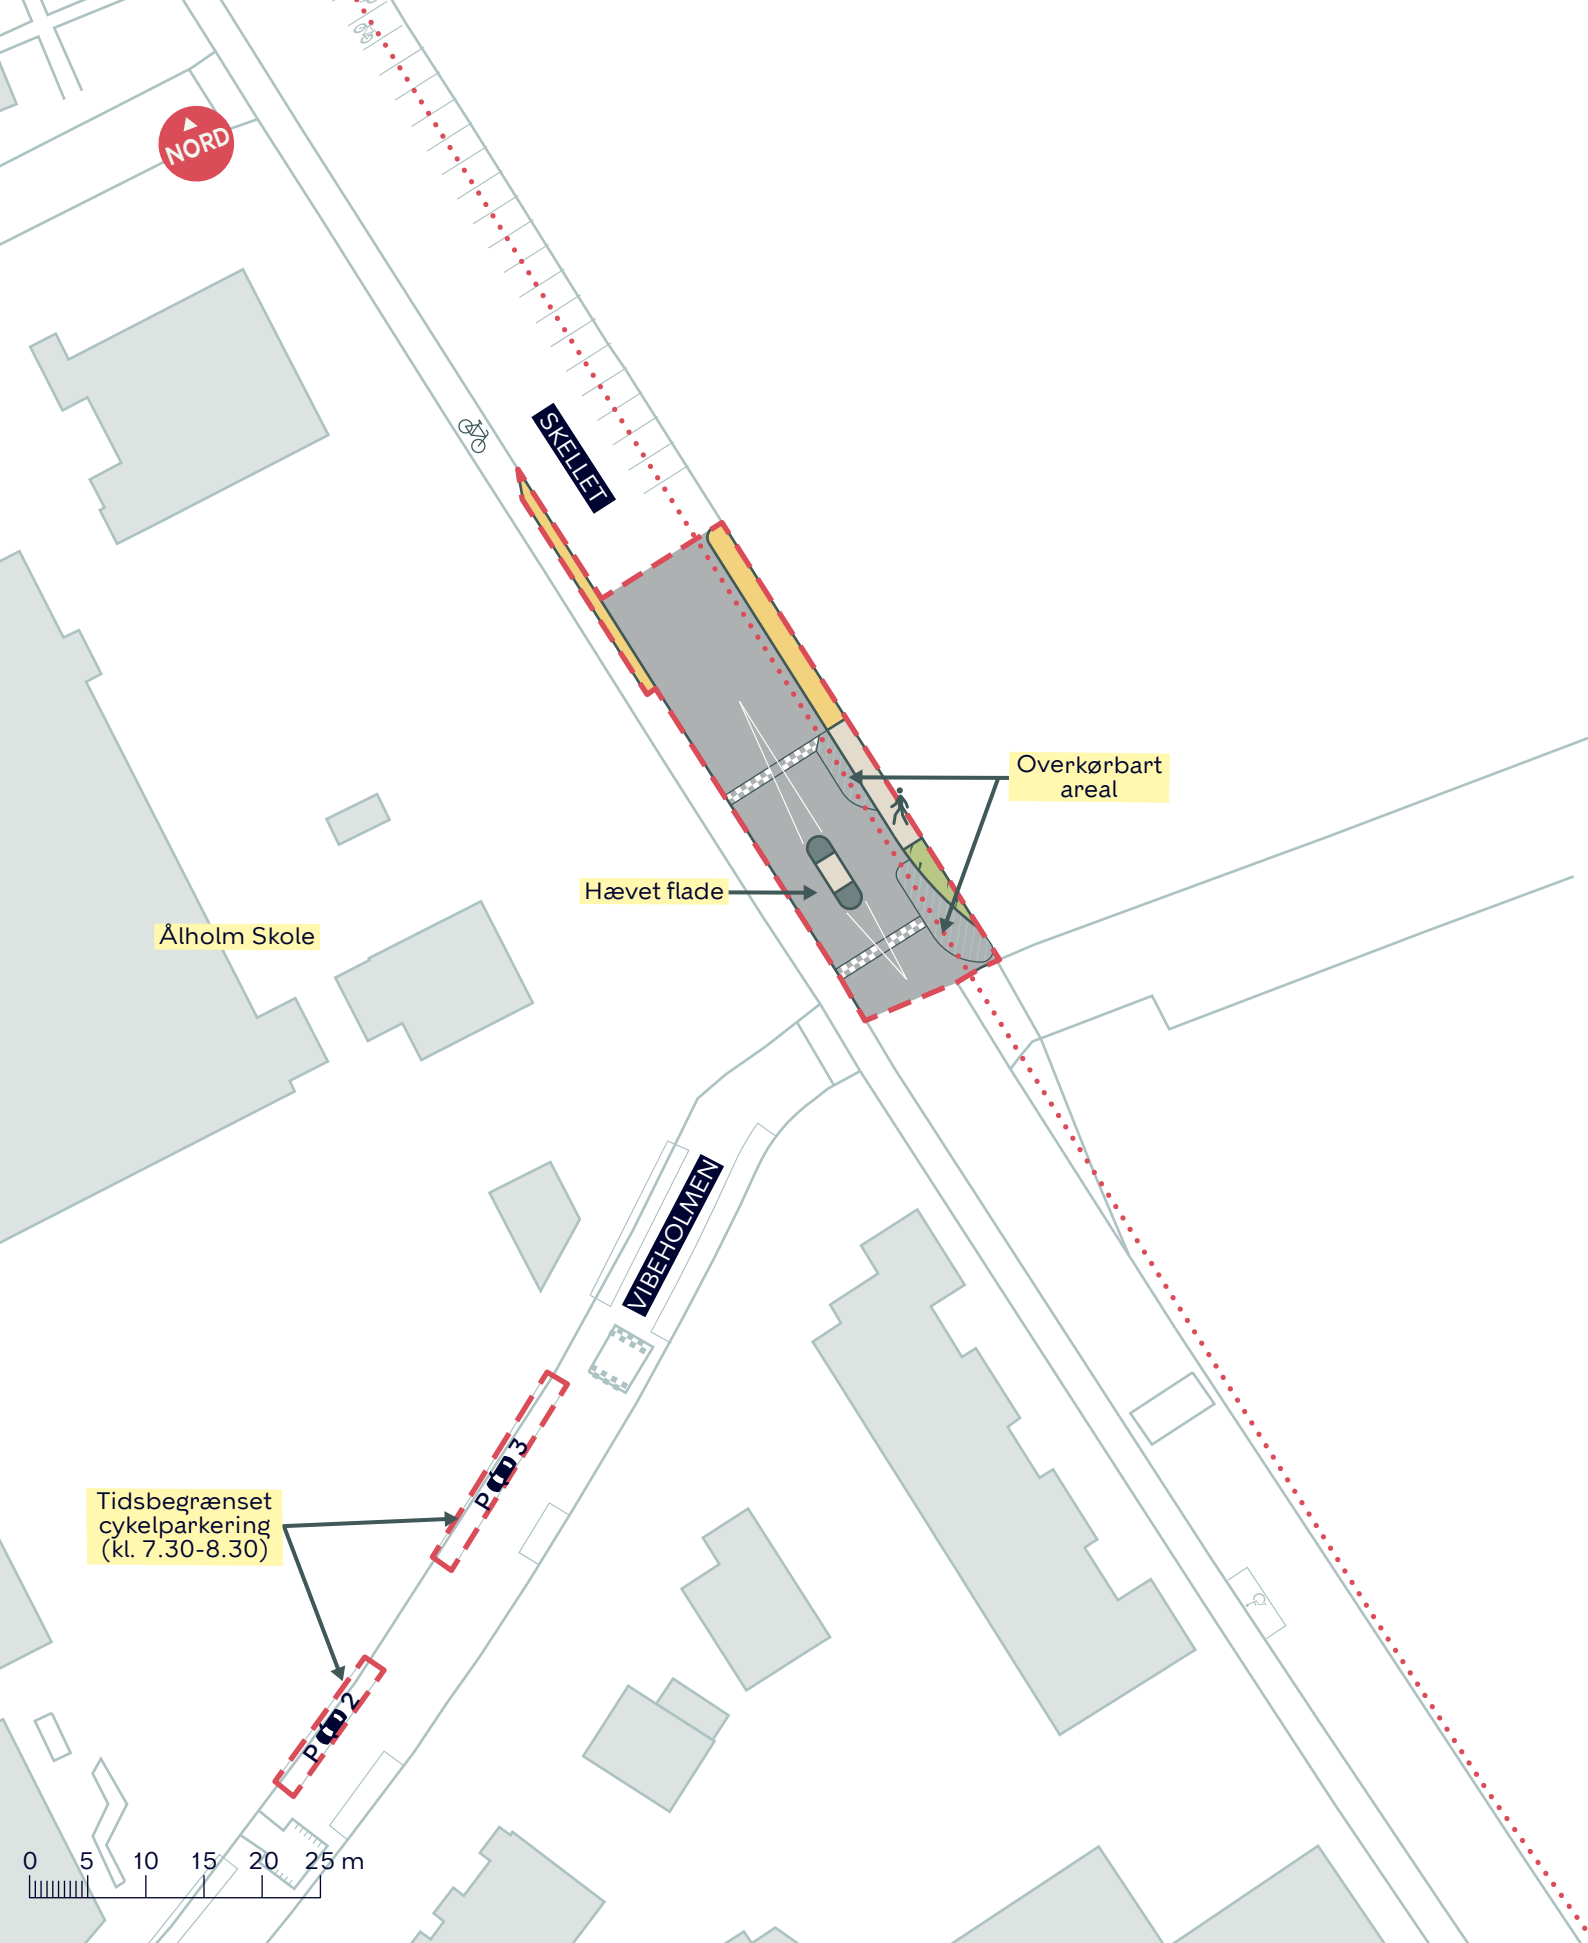 NORD
SKELLET
Overkørbart
areal
Hævet flade
Ålholm Skole
VIBEHOLMEN
P 3
Tidsbegrænset
cykelparkering
(kl. 7.30-8.30)
P 2
0 5 10 15 20 25 m